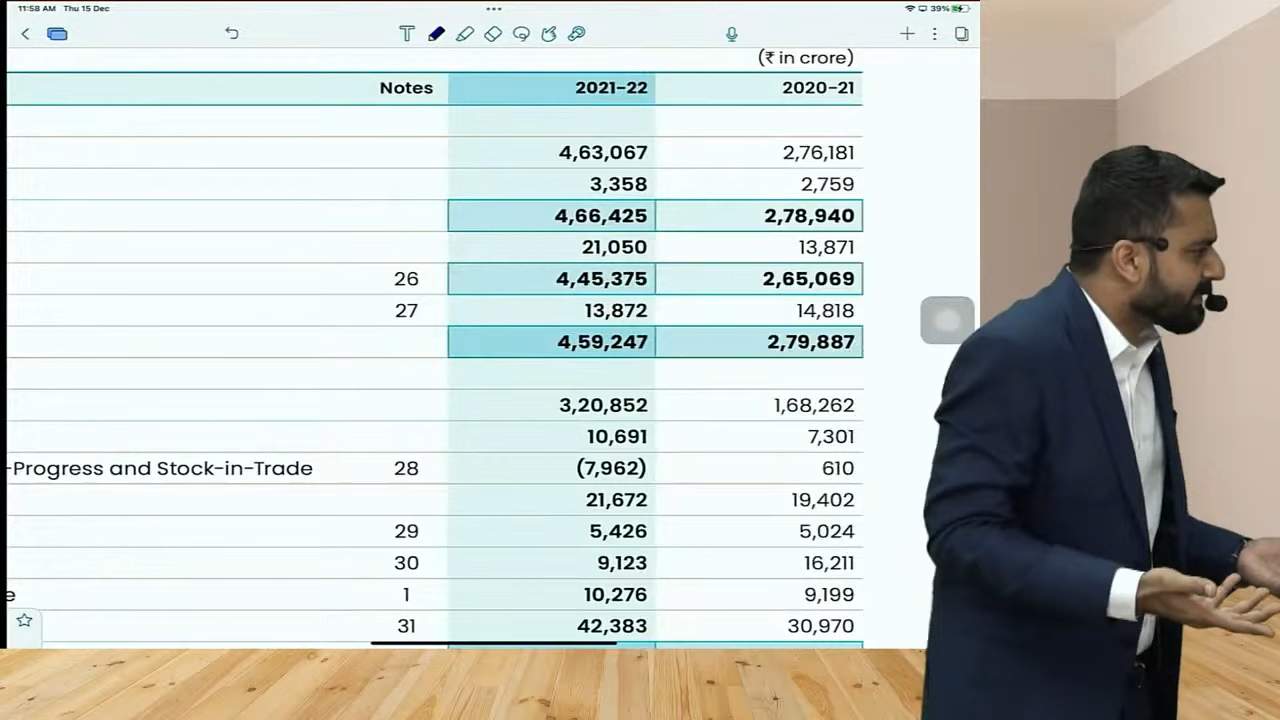 11:58 AM Thu 15 Dec
39%
(₹ in crore)
Notes 2021-22 2020-21
4,63,067 2,76,181
3,358 2,759
4,66,425 2,78,940
21,050 13,871
26 4,45,375 2,65,069
27 13,872 14,818
4,59,247 2,79,887
3,20,852 1,68,262
10,691 7,301
-Progress and Stock-in-Trade 28 (7,962) 610
21,672 19,402
29 5,426 5,024
30 9,123 16,211
e 1 10,276 9,199
31 42,383 30,970